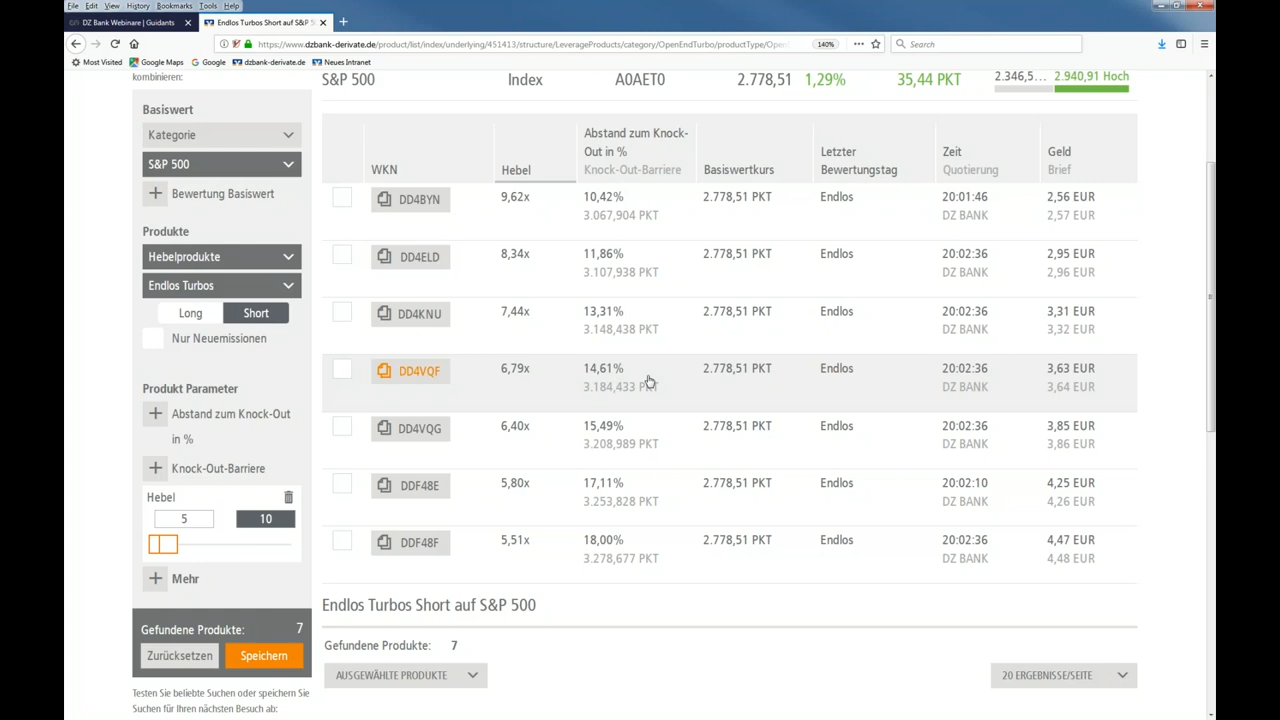 File Edit View History Bookmarks Tools Help
DZ Bank Webinare | Guidants
Endlos Turbos Short auf S&P 5
https://www.dzbank-derivate.de/product/list/index/underlying/451413/structure/LeverageProducts/category/OpenEndTurbo/productType/Open
140%
Search
Most Visited Google Maps Google dzbank-derivate.de Neues Intranet
kombinieren:
Basiswert
Kategorie
S&P 500
Bewertung Basiswert
Produkte
Hebelprodukte
Endlos Turbos
Long Short
Nur Neuemissionen
Produkt Parameter
Abstand zum Knock-Out
in %
Knock-Out-Barriere
Hebel
5 10
Mehr
Gefundene Produkte: 7
Zurücksetzen Speichern
Testen Sie beliebte Suchen oder speichern Sie
Suchen für Ihren nächsten Besuch ab:
S&P 500 Index A0AET0 2.778,51 1,29% 35,44 PKT 2.346,5... 2.940,91 Hoch
WKN
Hebel
Abstand zum Knock-
Out in %
Knock-Out-Barriere
Basiswertkurs
Letzter
Bewertungstag
Zeit
Quotierung
Geld
Brief
DD4BYN 9,62x 10,42% 2.778,51 PKT Endlos 20:01:46 2,56 EUR
3.067,904 PKT DZ BANK 2,57 EUR
DD4ELD 8,34x 11,86% 2.778,51 PKT Endlos 20:02:36 2,95 EUR
3.107,938 PKT DZ BANK 2,96 EUR
DD4KNU 7,44x 13,31% 2.778,51 PKT Endlos 20:02:36 3,31 EUR
3.148,438 PKT DZ BANK 3,32 EUR
DD4VQF 6,79x 14,61% 2.778,51 PKT Endlos 20:02:36 3,63 EUR
3.184,433 PKT DZ BANK 3,64 EUR
DD4VQG 6,40x 15,49% 2.778,51 PKT Endlos 20:02:36 3,85 EUR
3.208,989 PKT DZ BANK 3,86 EUR
DDF48E 5,80x 17,11% 2.778,51 PKT Endlos 20:02:10 4,25 EUR
3.253,828 PKT DZ BANK 4,26 EUR
DDF48F 5,51x 18,00% 2.778,51 PKT Endlos 20:02:36 4,47 EUR
3.278,677 PKT DZ BANK 4,48 EUR
Endlos Turbos Short auf S&P 500
Gefundene Produkte: 7
AUSGEWÄHLTE PRODUKTE 20 ERGEBNISSE/SEITE